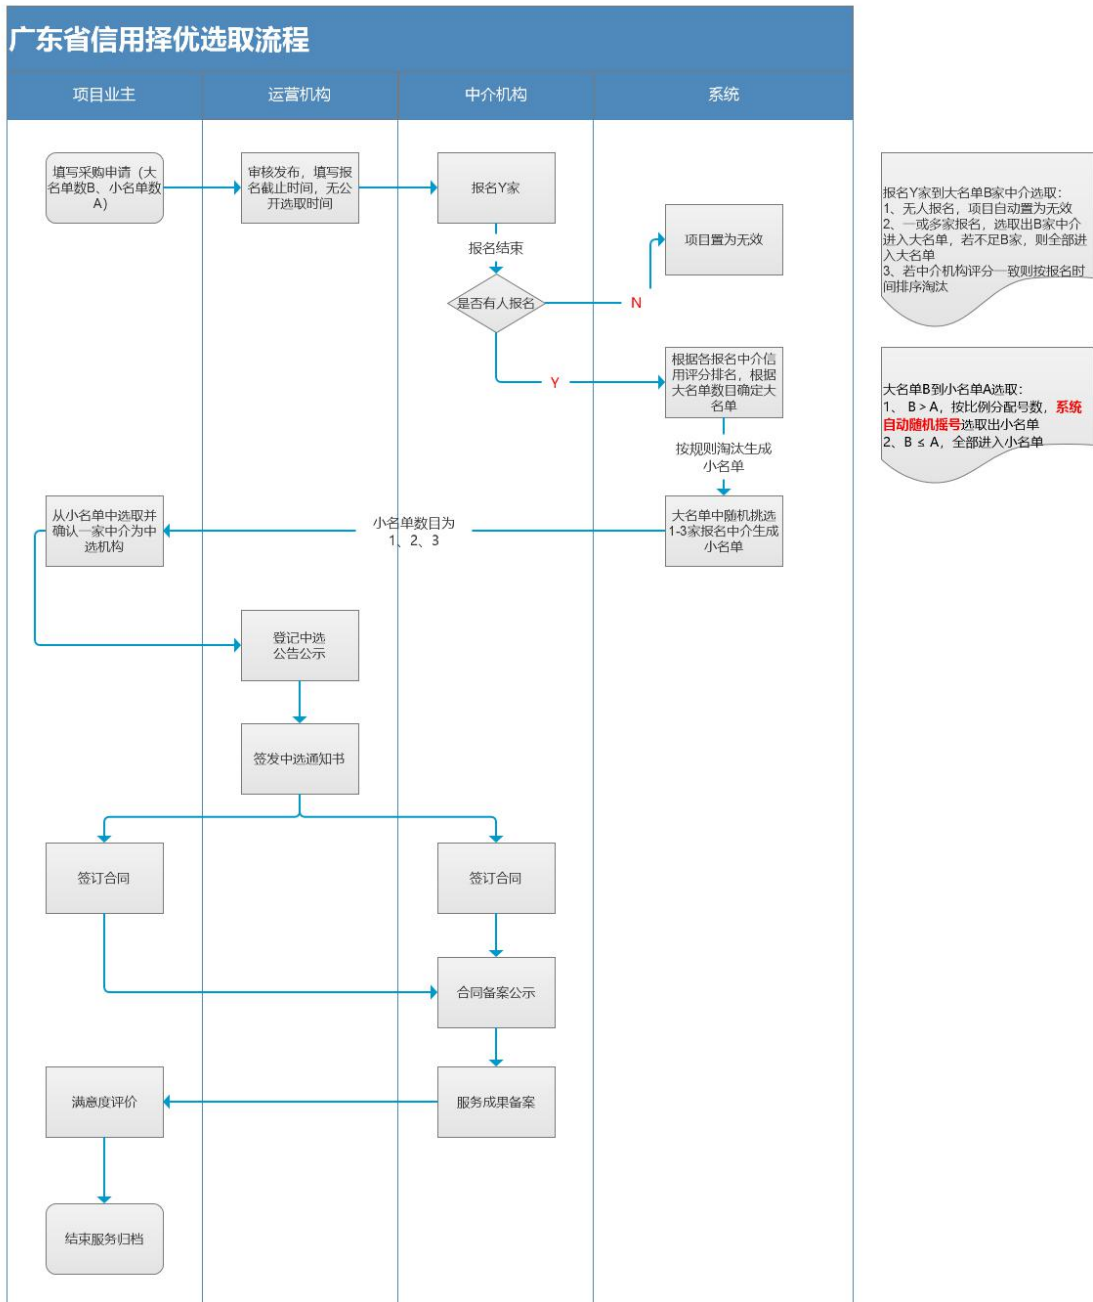 广东省信用择优选取流程
项目业主
运营机构
中介机构
系统
填写采购申请（大
名单数B、小名单数
A）
审核发布，填写报
名截止时间，无公
开选取时间
报名Y家
报名结束
是否有人报名
N
项目置为无效
Y
根据各报名中介信
用评分排名，根据
大名单数目确定大
名单
按规则淘汰生成
小名单
大名单中随机挑选
1-3家报名中介生成
小名单
小名单数目为
1、2、3
从小名单中选取并
确认一家中介为中
选机构
登记中选
公告公示
签发中选通知书
签订合同
签订合同
合同备案公示
服务成果备案
满意度评价
结束服务归档
报名Y家到大名单B家中介选取：
1、无人报名，项目自动置为无效
2、一或多家报名，选取出B家中介
进入大名单，若不足B家，则全部进
入大名单
3、若中介机构评分一致则按报名时
间排序淘汰
大名单B到小名单A选取：
1、 B > A，按比例分配号数，系统
自动随机摇号选取出小名单
2、B ≤ A，全部进入小名单